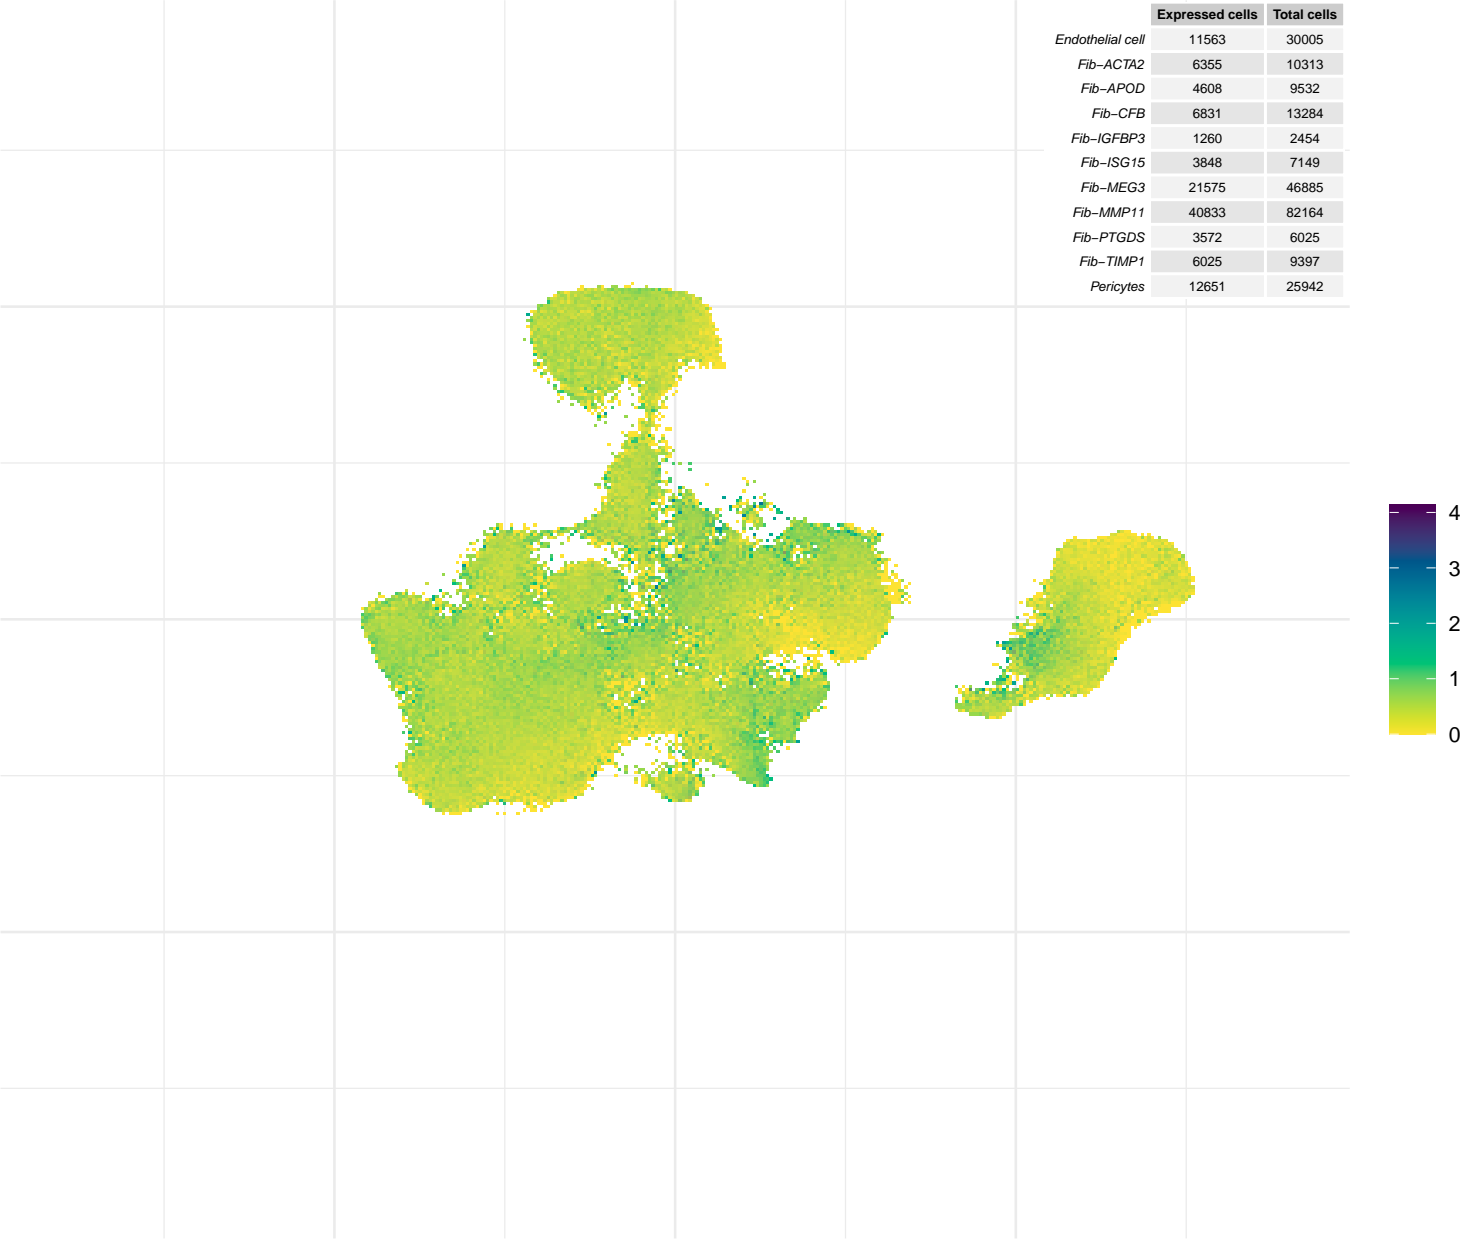 Expressed cells Total cells
Endothelial cell 11563 30005
Fib−ACTA2 6355 10313
Fib−APOD 4608 9532
Fib−CFB 6831 13284
Fib−IGFBP3 1260 2454
Fib−ISG15 3848 7149
Fib−MEG3 21575 46885
Fib−MMP11 40833 82164
Fib−PTGDS 3572 6025
Fib−TIMP1 6025 9397
Pericytes 12651 25942
4
3
2
1
0